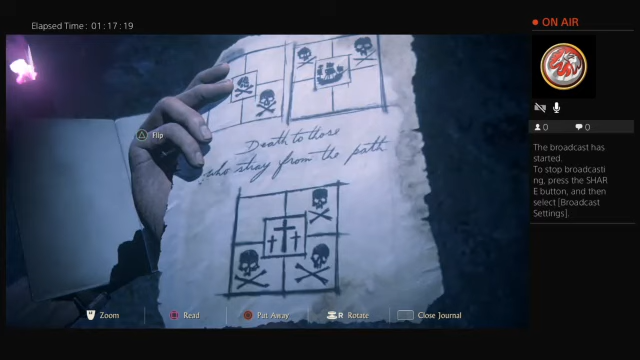 Elapsed Time : 01:17:19
ON AIR
0
0
The broadcast has
started.
To stop broadcasti
ng, press the SHAR
E button, and then
select [Broadcast
Settings].
Flip
Death to those
who stray from the path
Zoom
Read
Put Away
R
Rotate
Close Journal